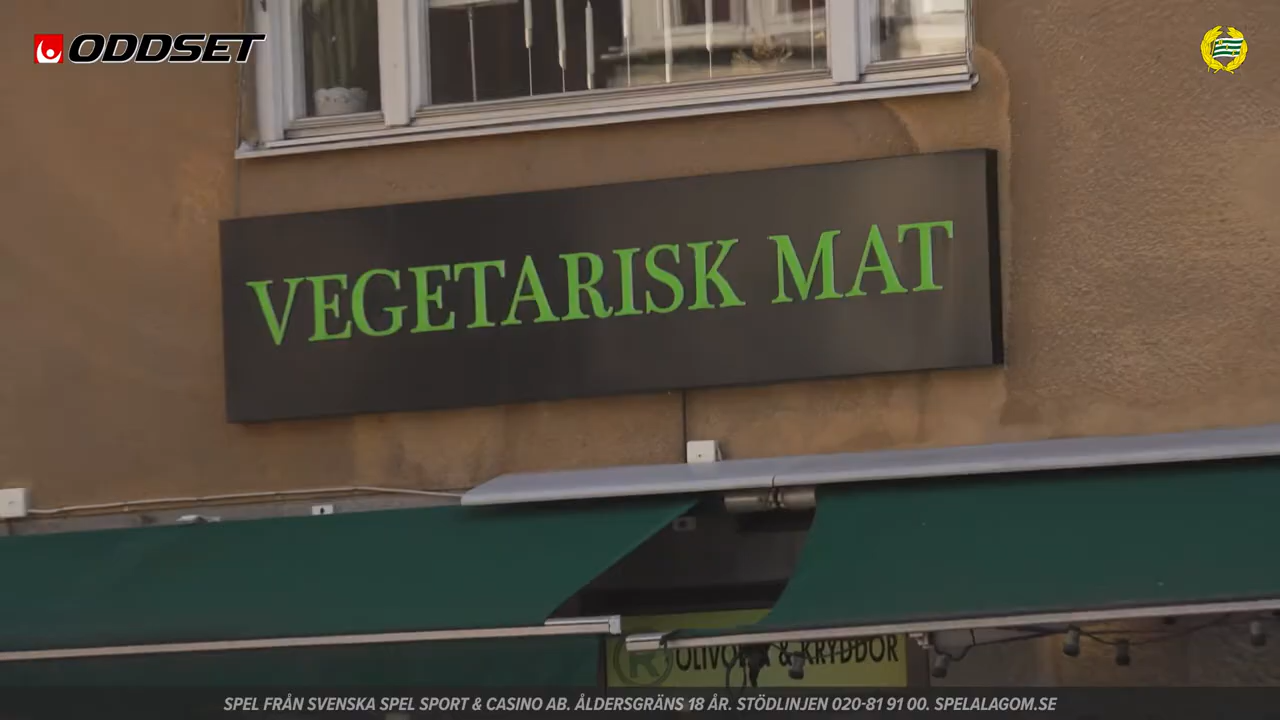 ODDSET
VEGETARISK MAT
& KRYDDOR
SPEL FRÅN SVENSKA SPEL SPORT & CASINO AB. ÅLDERSGRÄNS 18 ÅR. STÖDLINJEN 020-81 91 00. SPELALAGOM.SE